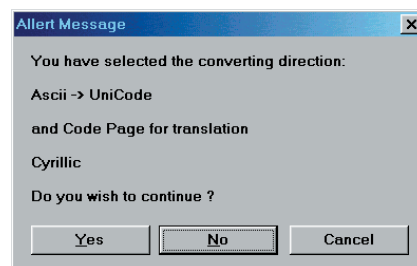 Allert Message
You have selected the converting direction:
Ascii -> UniCode
and Code Page for translation
Cyrillic
Do you wish to continue ?
Yes No Cancel